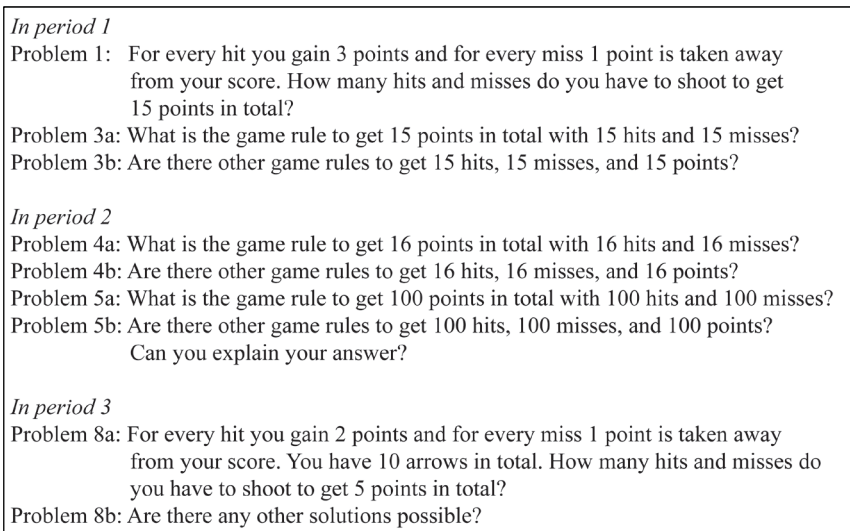 In period 1
Problem 1: For every hit you gain 3 points and for every miss 1 point is taken away
from your score. How many hits and misses do you have to shoot to get
15 points in total?
Problem 3a: What is the game rule to get 15 points in total with 15 hits and 15 misses?
Problem 3b: Are there other game rules to get 15 hits, 15 misses, and 15 points?
In period 2
Problem 4a: What is the game rule to get 16 points in total with 16 hits and 16 misses?
Problem 4b: Are there other game rules to get 16 hits, 16 misses, and 16 points?
Problem 5a: What is the game rule to get 100 points in total with 100 hits and 100 misses?
Problem 5b: Are there other game rules to get 100 hits, 100 misses, and 100 points?
Can you explain your answer?
In period 3
Problem 8a: For every hit you gain 2 points and for every miss 1 point is taken away
from your score. You have 10 arrows in total. How many hits and misses do
you have to shoot to get 5 points in total?
Problem 8b: Are there any other solutions possible?